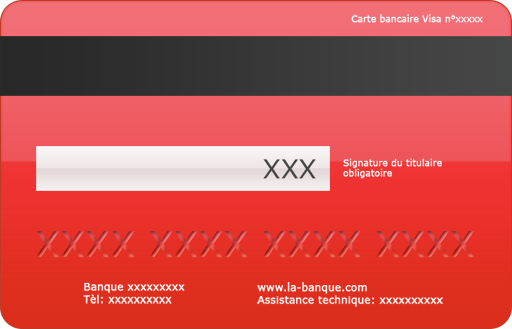 Carte bancaire Visa n°xxxxx
XXX
Signature du titulaire
obligatoire
XXXX XXXX XXXX XXXX
Banque xxxxxxxxx
Tèl: xxxxxxxxxx
www.la-banque.com
Assistance technique: xxxxxxxxxx